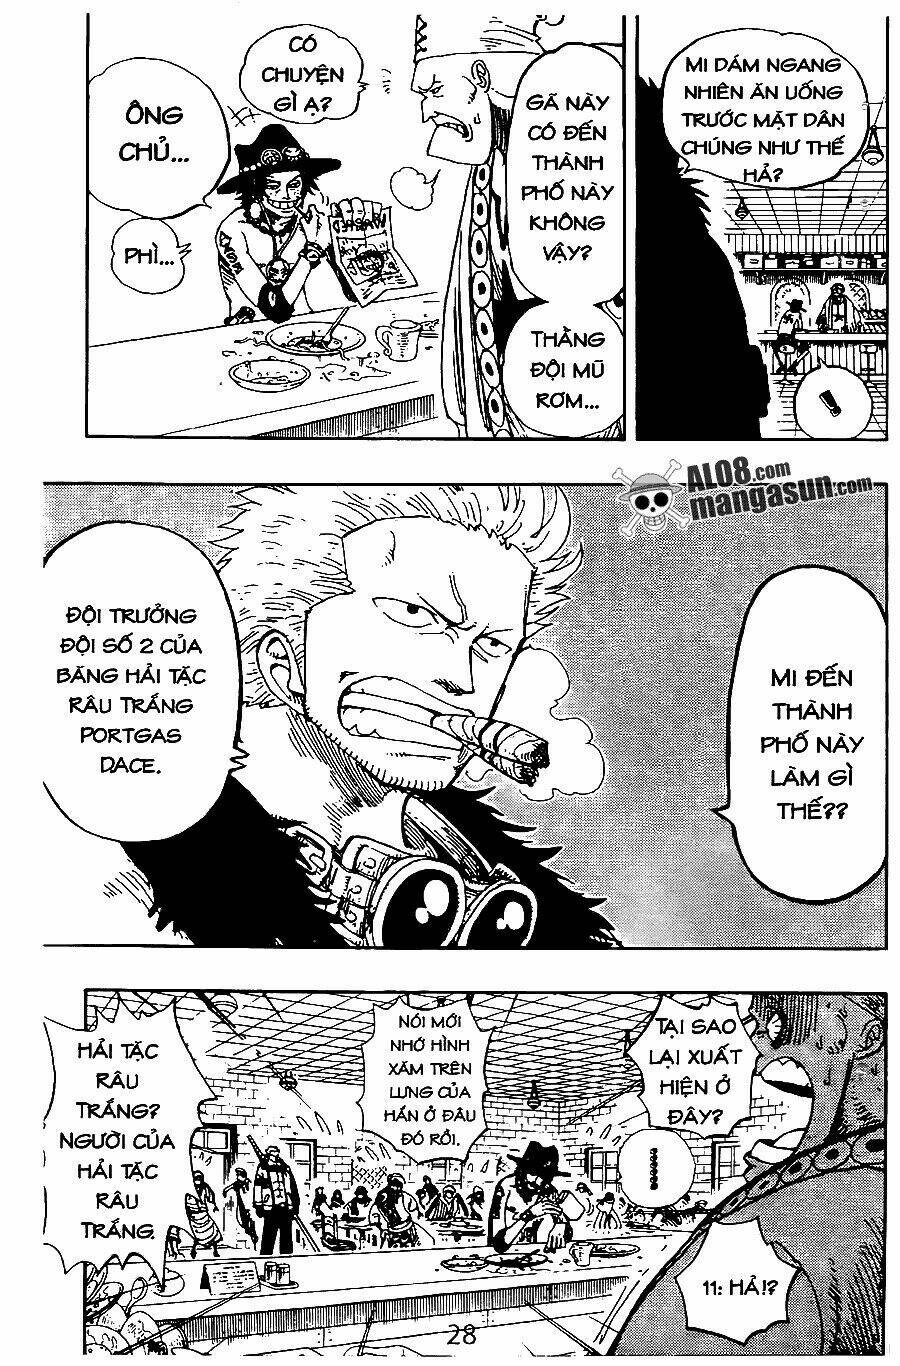 ÔNG
CHỦ...
CÓ
CHUYỆN
GÌ Ạ?
PHÌ...
GÃ NÀY
CÓ ĐẾN
THÀNH
PHỐ NÀY
KHÔNG
VẬY?
THẰNG
ĐỘI MŨ
RƠM...
MI DÁM NGANG
NHIÊN ĂN UỐNG
TRƯỚC MẶT DÂN
CHÚNG NHƯ THẾ
HẢ?
!
ALO8.com
mangasun.com
ĐỘI TRƯỞNG
ĐỘI SỐ 2 CỦA
BĂNG HẢI TẶC
RÂU TRẮNG
PORTGAS
DACE.
MI ĐẾN
THÀNH
PHỐ NÀY
LÀM GÌ
THẾ??
HẢI TẶC
RÂU
TRẮNG?
NGƯỜI CỦA
HẢI TẶC
RÂU
TRẮNG.
NÓI MỚI
NHỚ HÌNH
XĂM TRÊN
LƯNG CỦA
HẮN Ở ĐÂU
ĐÓ RỒI.
TẠI SAO
LẠI XUẤT
HIỆN Ở
ĐÂY?
11: HẢ!?
28